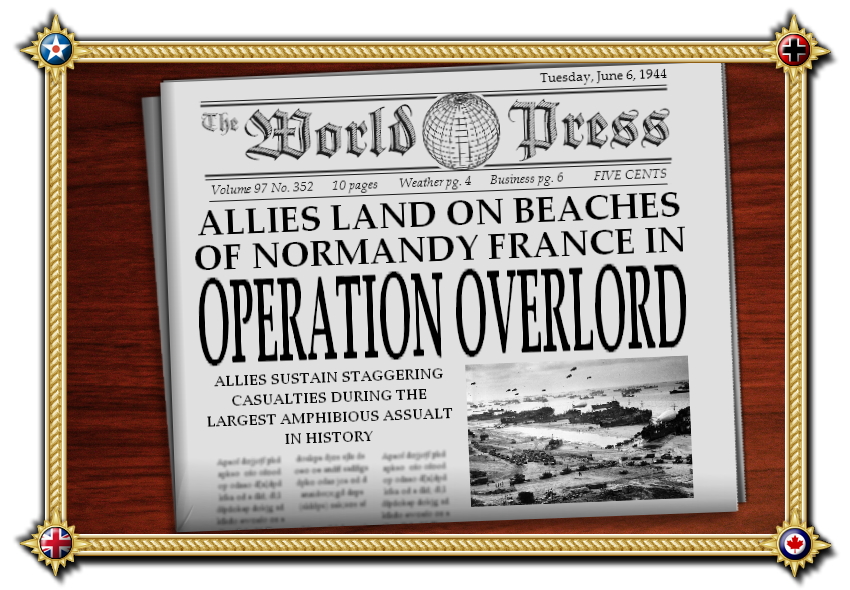 Tuesday, June 6, 1944
The World Press
Volume 97 No. 352 10 pages Weather pg. 4 Business pg. 6 FIVE CENTS
ALLIES LAND ON BEACHES
OF NORMANDY FRANCE IN
OPERATION OVERLORD
ALLIES SUSTAIN STAGGERING
CASUALTIES DURING THE
LARGEST AMPHIBIOUS ASSUALT
IN HISTORY